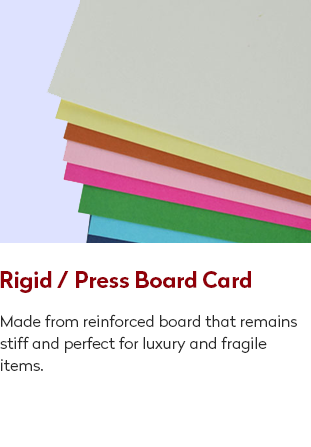 Rigid / Press Board Card
Made from reinforced board that remains
stiff and perfect for luxury and fragile
items.